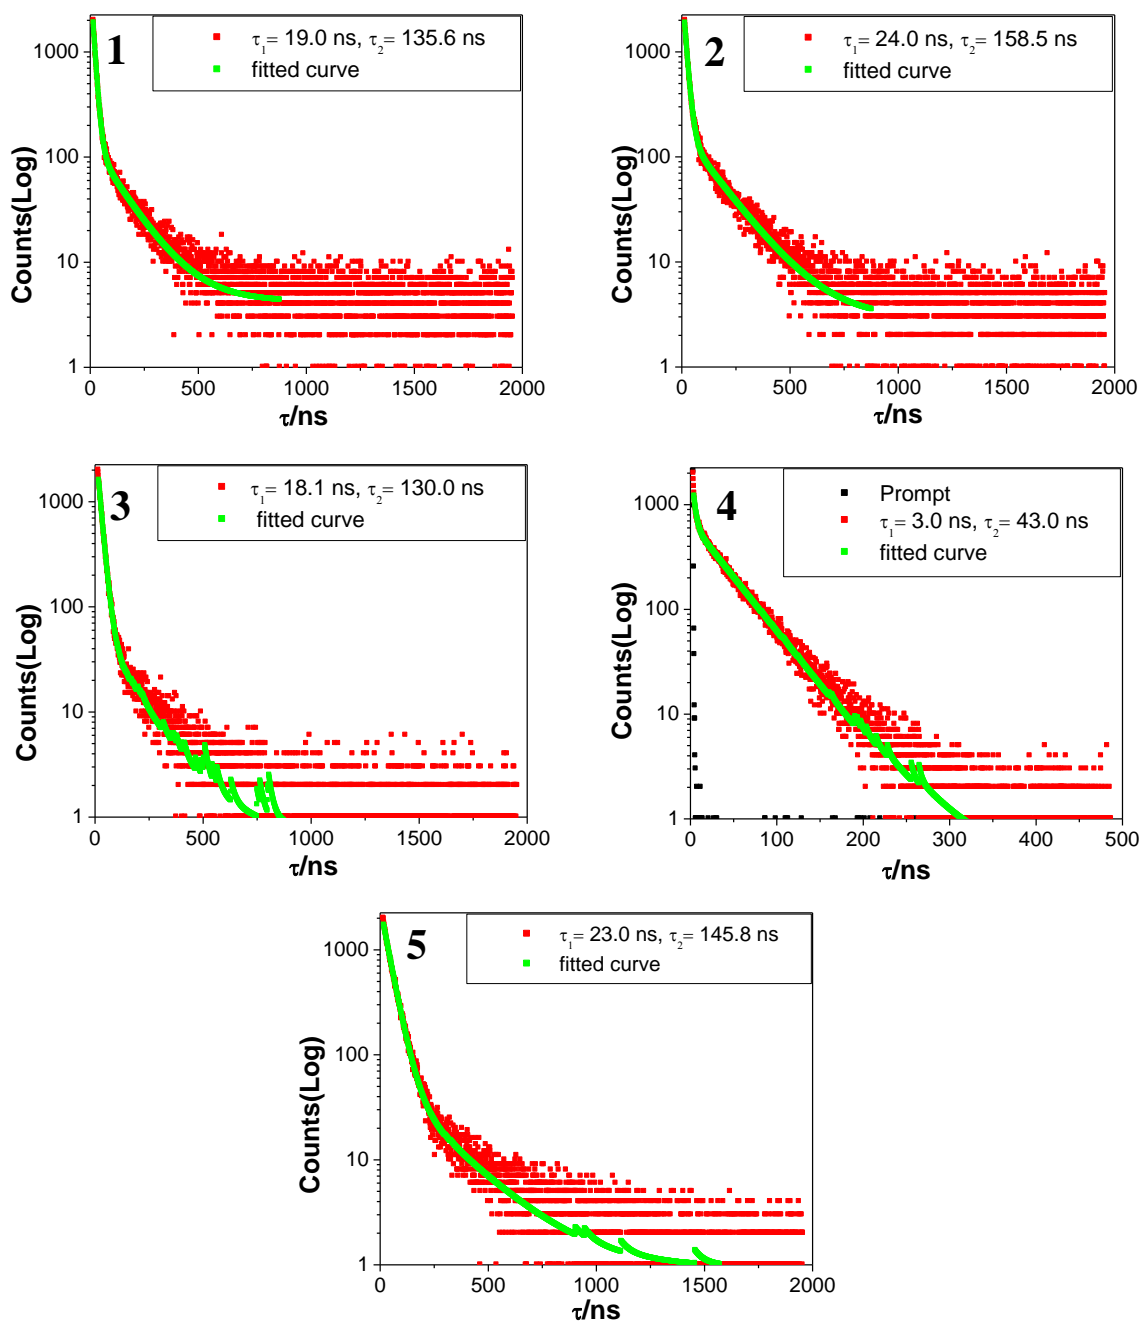 1
τ1= 19.0 ns, τ2= 135.6 ns
fitted curve
Counts(Log)
1000
100
10
1
0 500 1000 1500 2000
τ/ns
2
τ1= 24.0 ns, τ2= 158.5 ns
fitted curve
Counts(Log)
1000
100
10
1
0 500 1000 1500 2000
τ/ns
3
τ1= 18.1 ns, τ2= 130.0 ns
fitted curve
Counts(Log)
1000
100
10
1
0 500 1000 1500 2000
τ/ns
4
Prompt
τ1= 3.0 ns, τ2= 43.0 ns
fitted curve
Counts(Log)
1000
100
10
1
0 100 200 300 400 500
τ/ns
5
τ1= 23.0 ns, τ2= 145.8 ns
fitted curve
Counts(Log)
1000
100
10
1
0 500 1000 1500 2000
τ/ns